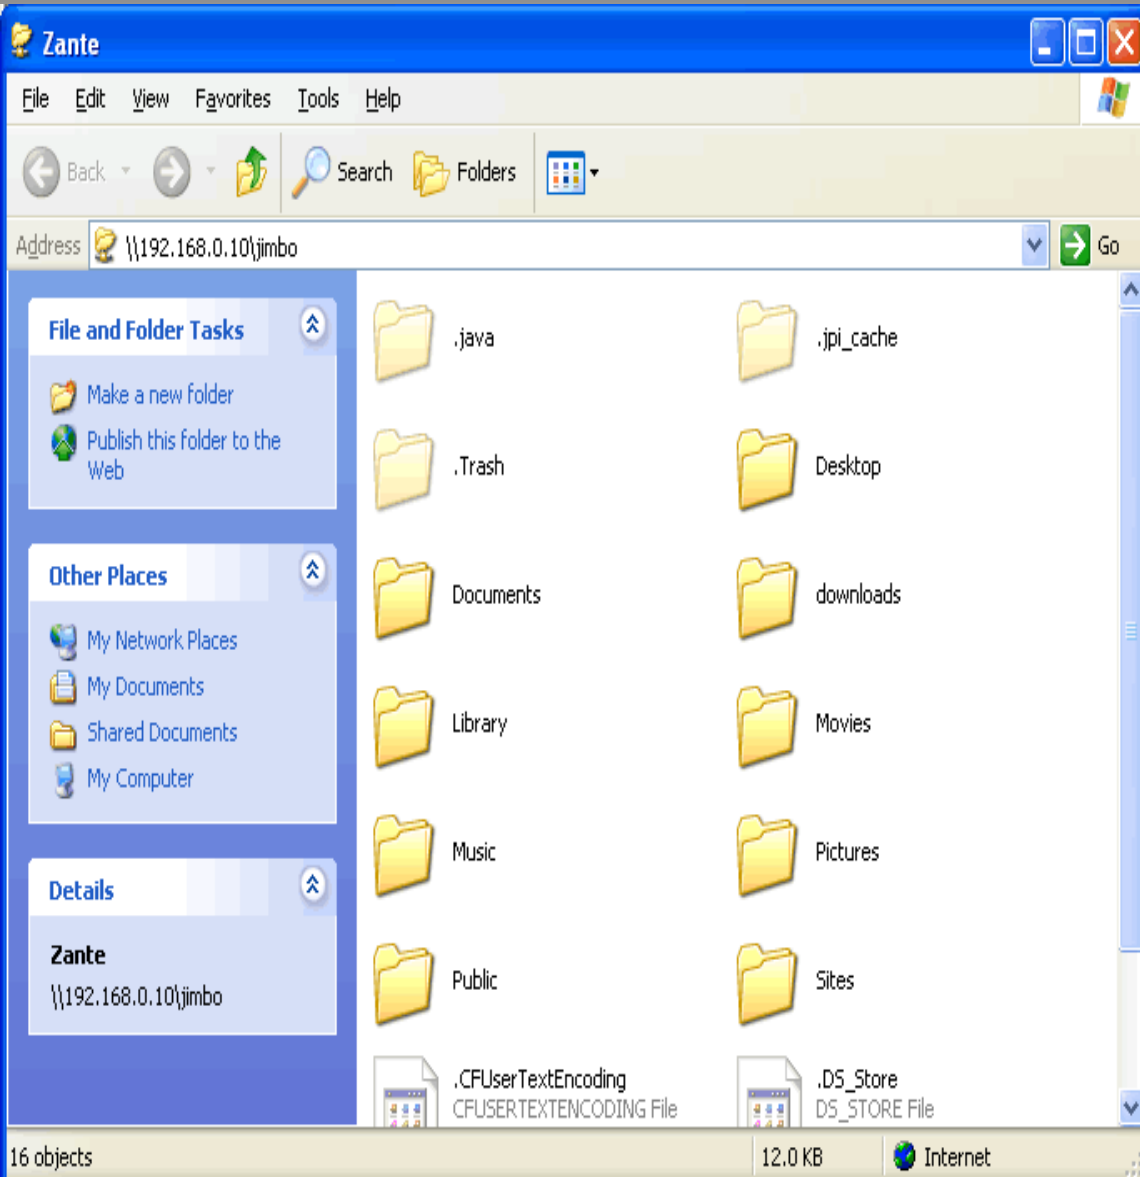 Zante
File Edit View Favorites Tools Help
Back Search Folders
Address \\192.168.0.10\jimbo Go
File and Folder Tasks
Make a new folder
Publish this folder to the
Web
Other Places
My Network Places
My Documents
Shared Documents
My Computer
Details
Zante
\\192.168.0.10\jimbo
.java .jpi_cache
.Trash Desktop
Documents downloads
Library Movies
Music Pictures
Public Sites
.CFUserTextEncoding .DS_Store
CFUSERTEXTENCODING File DS_STORE File
16 objects 12.0 KB Internet